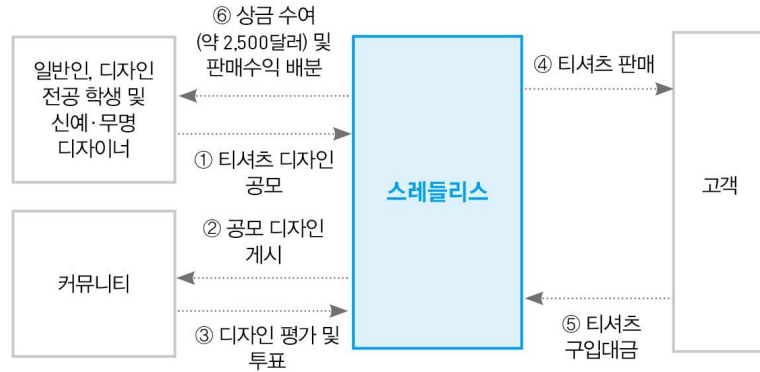 ⑥ 상금 수여
(약 2,500달러) 및
판매수익 배분
일반인, 디자인
전공 학생 및
신예·무명
디자이너
① 티셔츠 디자인
공모
스레들리스
④ 티셔츠 판매
고객
② 공모 디자인
게시
커뮤니티
③ 디자인 평가 및
투표
⑤ 티셔츠
구입대금